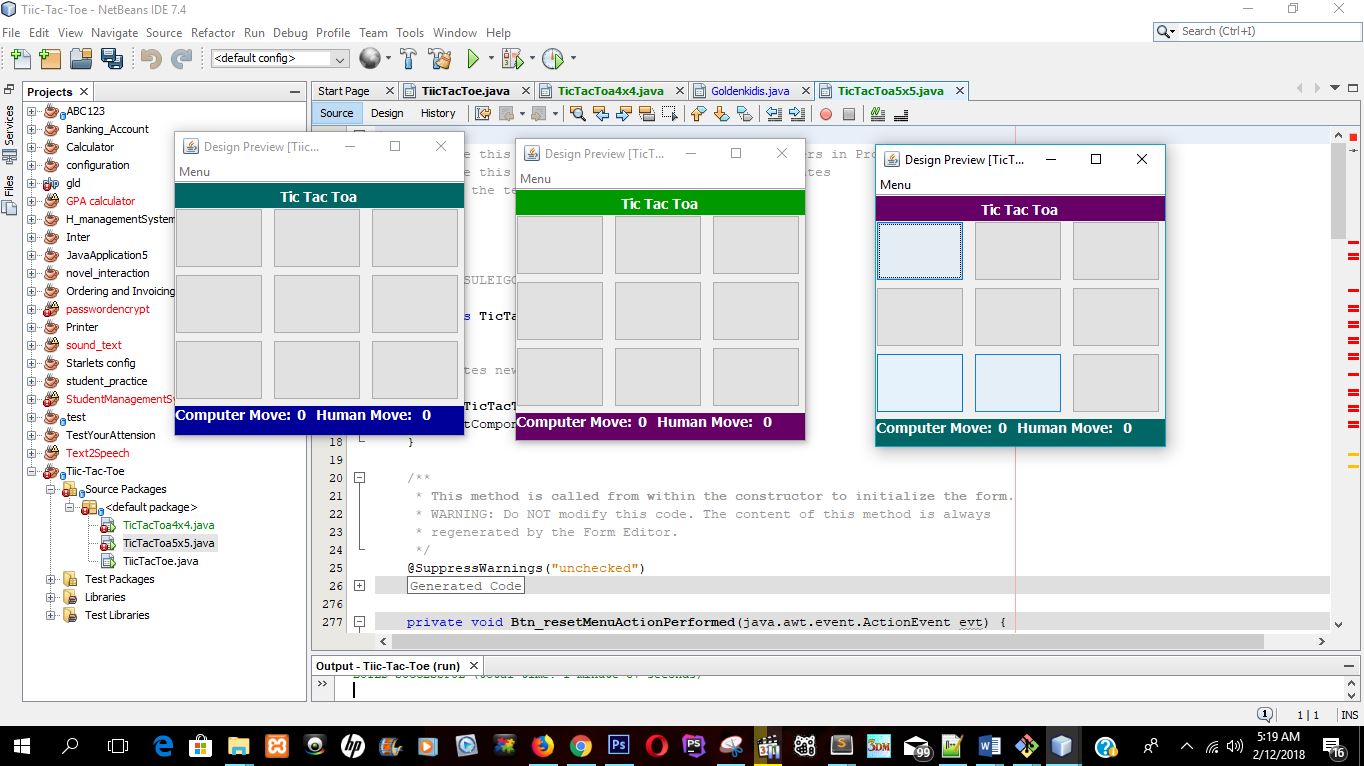 Tiic-Tac-Toe - NetBeans IDE 7.4
File Edit View Navigate Source Refactor Run Debug Profile Team Tools Window Help
Search (Ctrl+I)
<default config>
Projects
Services
Files
ABC123
Banking_Account
Calculator
configuration
gld
GPA calculator
H_managementSystem
Inter
JavaApplication5
novel_interaction
Ordering and Invoicing
passwordencrypt
Printer
sound_text
Starlets config
student_practice
StudentManagementSy
test
TestYourAttension
Text2Speech
Tiic-Tac-Toe
Source Packages
<default package>
TicTacToa4x4.java
TicTacToa5x5.java
TiicTacToe.java
Test Packages
Libraries
Test Libraries
Start Page TiicTacToe.java TicTacToa4x4.java Goldenkidis.java TicTacToa5x5.java
Source Design History
Design Preview [Tiic...
Menu
Tic Tac Toa
Computer Move: 0 Human Move: 0
Design Preview [TicT...
Menu
Tic Tac Toa
Computer Move: 0 Human Move: 0
Design Preview [TicT...
Menu
Tic Tac Toa
Computer Move: 0 Human Move: 0
e this
ers in Pro
e this
ates
the te
SULEIGO
s TicTa
tes new
TicTacT
tCompon
18 }
19
20 /**
21 * This method is called from within the constructor to initialize the form.
22 * WARNING: Do NOT modify this code. The content of this method is always
23 * regenerated by the Form Editor.
24 */
25 @SuppressWarnings("unchecked")
26 Generated Code
276
277 private void Btn_resetMenuActionPerformed(java.awt.event.ActionEvent evt) {
Output - Tiic-Tac-Toe (run)
1 1 | 1 INS
5:19 AM
2/12/2018
99
16